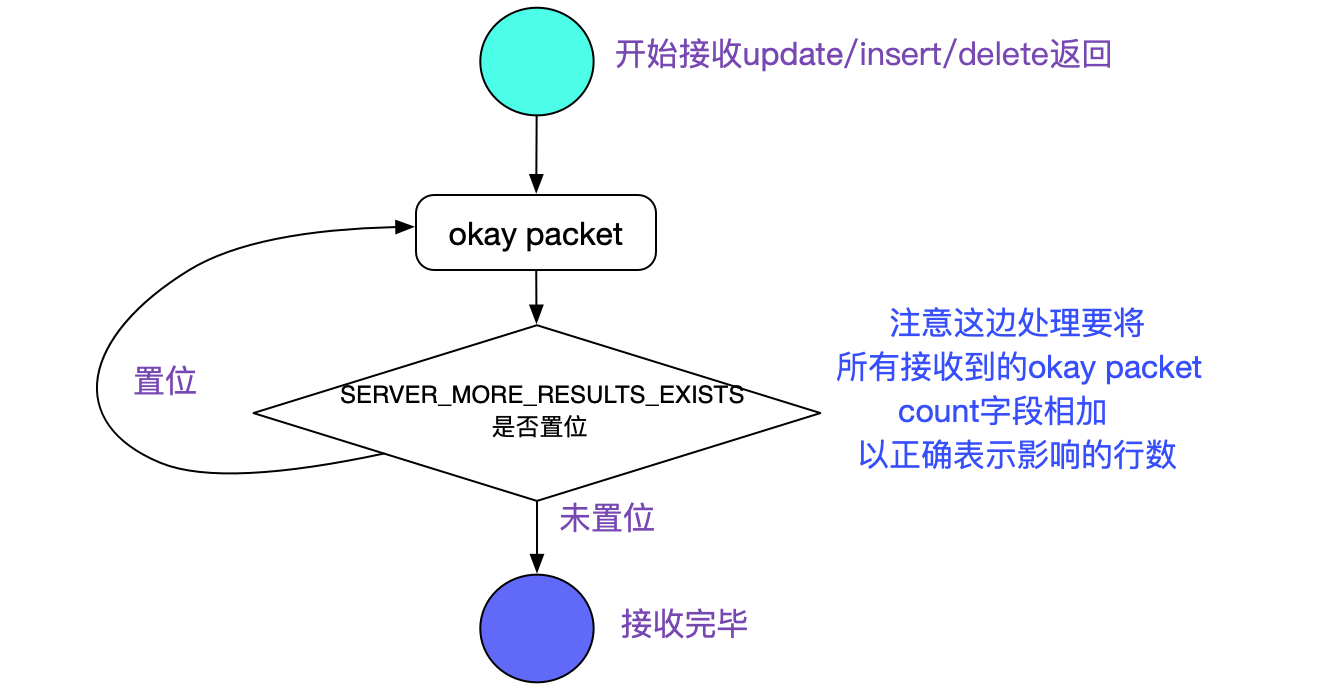 开始接收update/insert/delete返回
okay packet
注意这边处理要将
所有接收到的okay packet
count字段相加
以正确表示影响的行数
置位
SERVER_MORE_RESULTS_EXISTS
是否置位
未置位
接收完毕